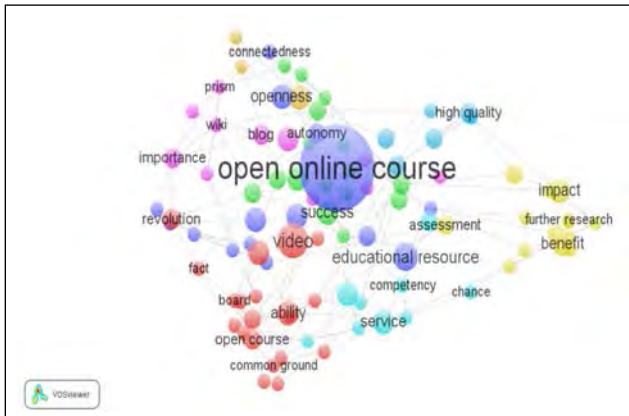 connectedness
prism
openness
high quality
wiki
blog
autonomy
importance
open online course
impact
revolution
success
assessment
further research
video
benefit
educational resource
fact
competency
chance
board
ability
service
open course
common ground
VOSviewer